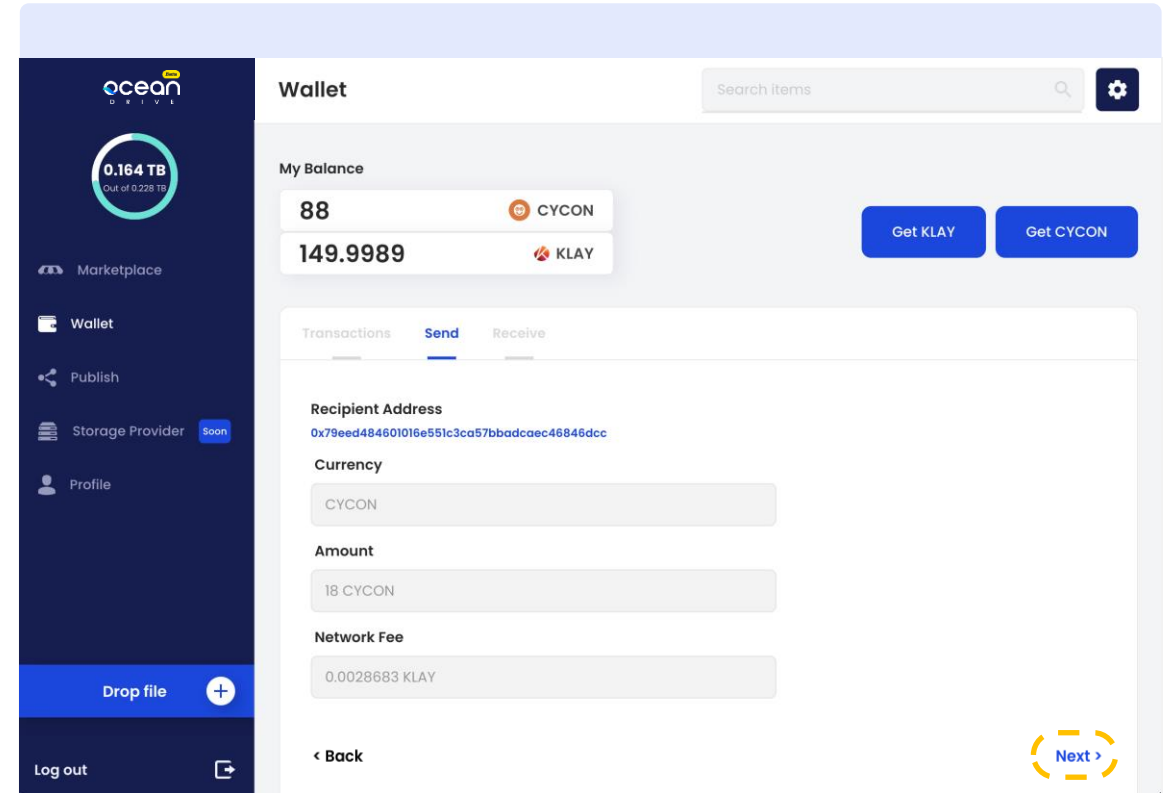 Beta
ocean
DRIVE
0.164 TB
Out of 0.228 TB
Marketplace
Wallet
Publish
Storage Provider Soon
Profile
Drop file
Log out
Wallet
Search items
My Balance
88 CYCON
149.9989 KLAY
Get KLAY Get CYCON
Transactions Send Receive
Recipient Address
0x79eed484601016e551c3ca57bbadcaec46846dcc
Currency
CYCON
Amount
18 CYCON
Network Fee
0.0028683 KLAY
< Back Next >